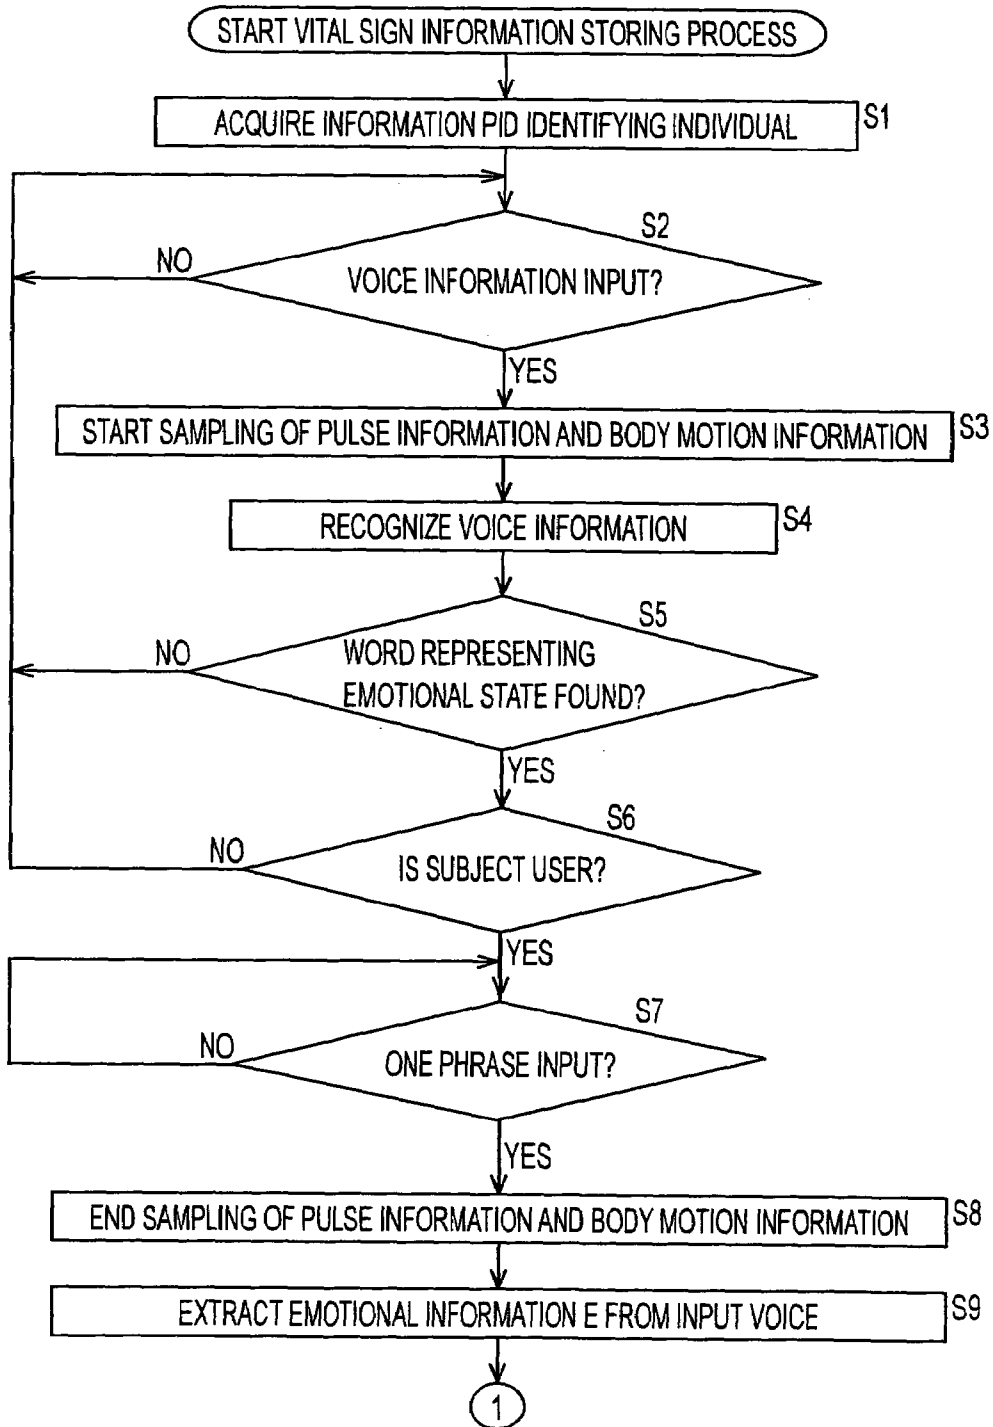 START VITAL SIGN INFORMATION STORING PROCESS
ACQUIRE INFORMATION PID IDENTIFYING INDIVIDUAL
S1
S2
NO
VOICE INFORMATION INPUT?
YES
START SAMPLING OF PULSE INFORMATION AND BODY MOTION INFORMATION
S3
RECOGNIZE VOICE INFORMATION
S4
S5
NO
WORD REPRESENTING
EMOTIONAL STATE FOUND?
YES
S6
NO
IS SUBJECT USER?
YES
S7
NO
ONE PHRASE INPUT?
YES
END SAMPLING OF PULSE INFORMATION AND BODY MOTION INFORMATION
S8
EXTRACT EMOTIONAL INFORMATION E FROM INPUT VOICE
S9
1